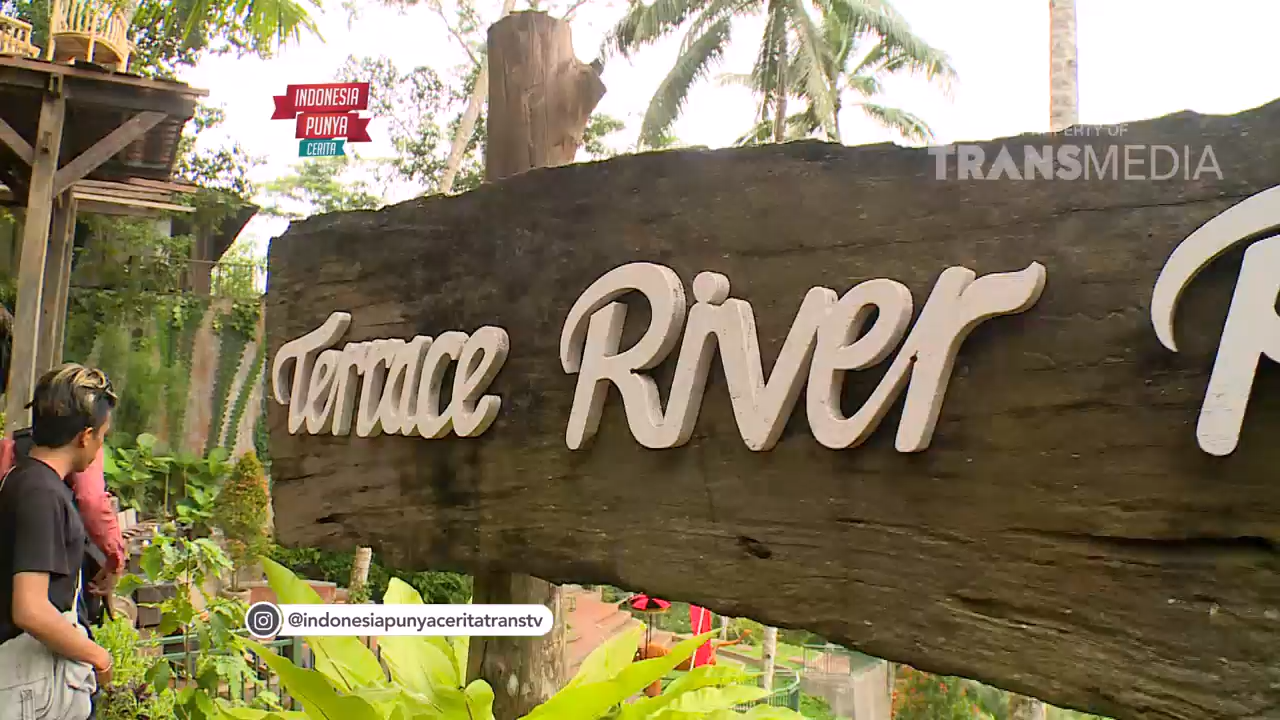 INDONESIA
PUNYA
CERITA
PROPERTY OF
TRANSMEDIA
Terrace River R
@indonesiapunyaceritatranstv